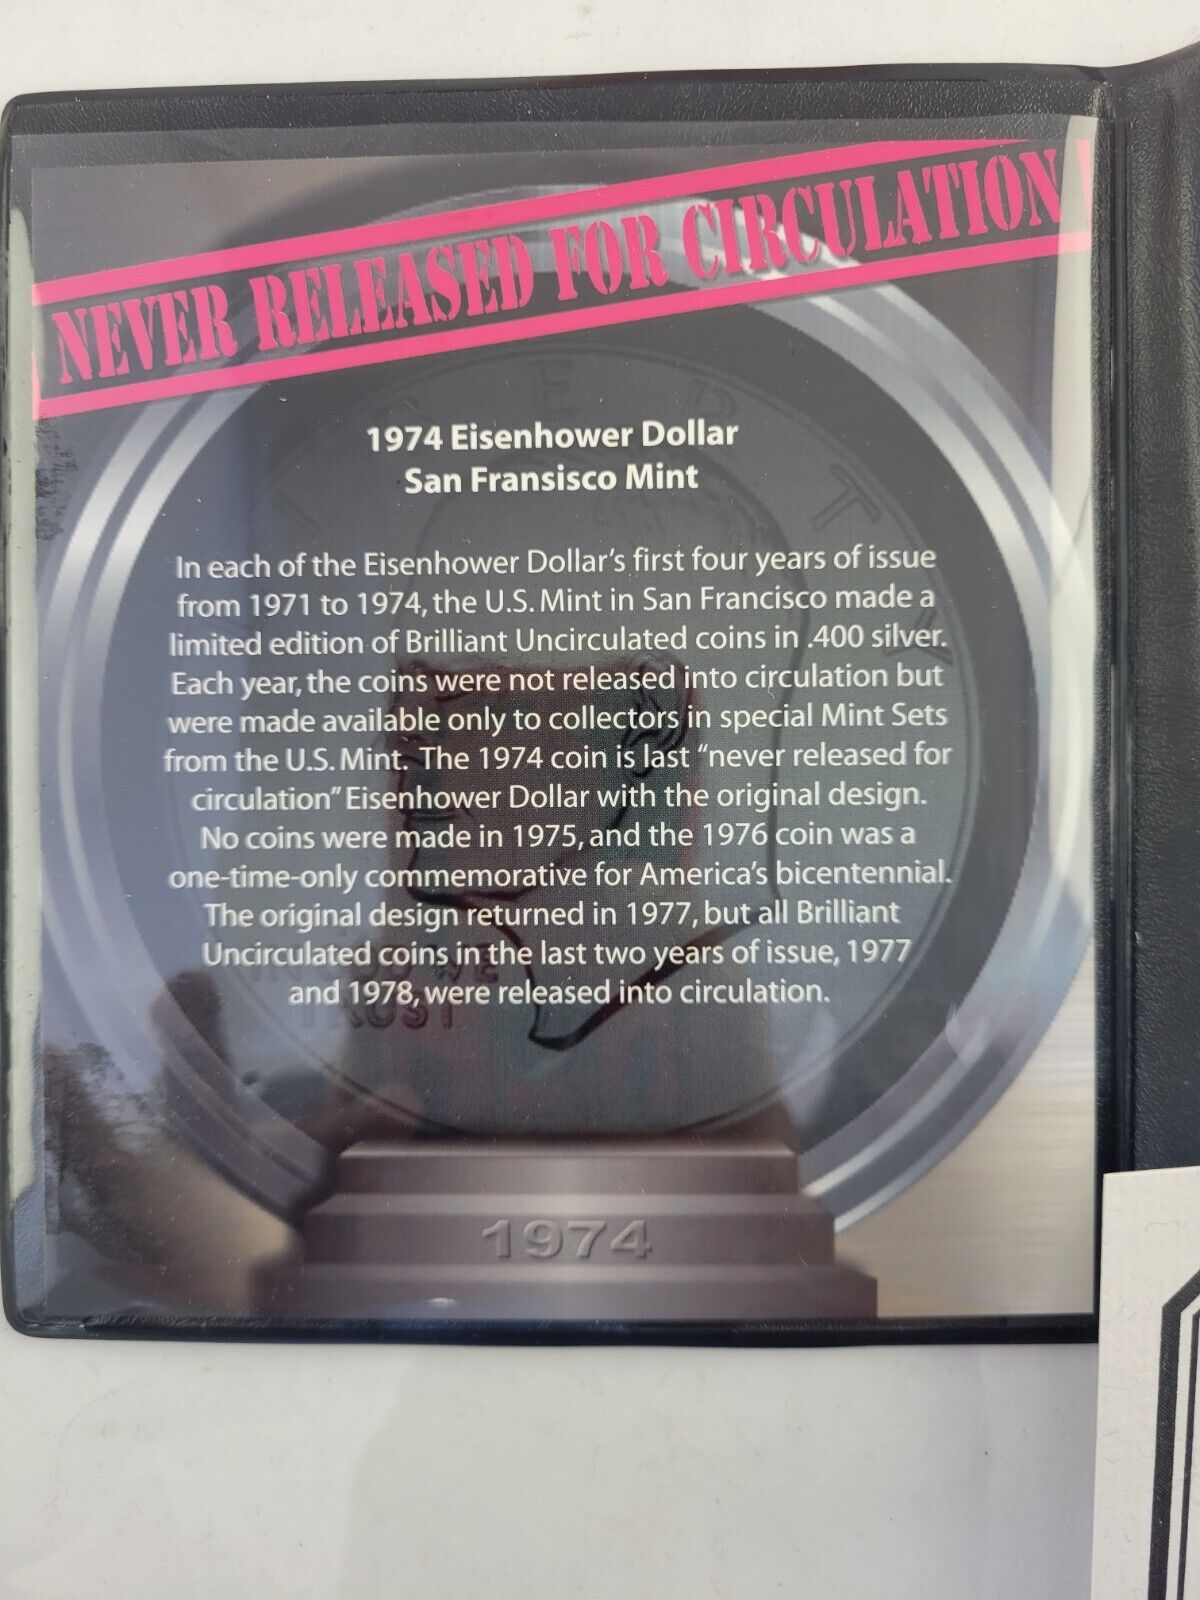 NEVER RELEASED FOR CIRCULATION
1974 Eisenhower Dollar
San Fransisco Mint
In each of the Eisenhower Dollar's first four years of issue
from 1971 to 1974, the U.S. Mint in San Francisco made a
limited edition of Brilliant Uncirculated coins in .400 silver.
Each year, the coins were not released into circulation but
were made available only to collectors in special Mint Sets
from the U.S. Mint.  The 1974 coin is last “never released for
circulation” Eisenhower Dollar with the original design.
No coins were made in 1975, and the 1976 coin was a
one-time-only commemorative for America's bicentennial.
The original design returned in 1977, but all Brilliant
Uncirculated coins in the last two years of issue, 1977
and 1978, were released into circulation.
LIBERTY
IN GOD WE
TRUST
1974